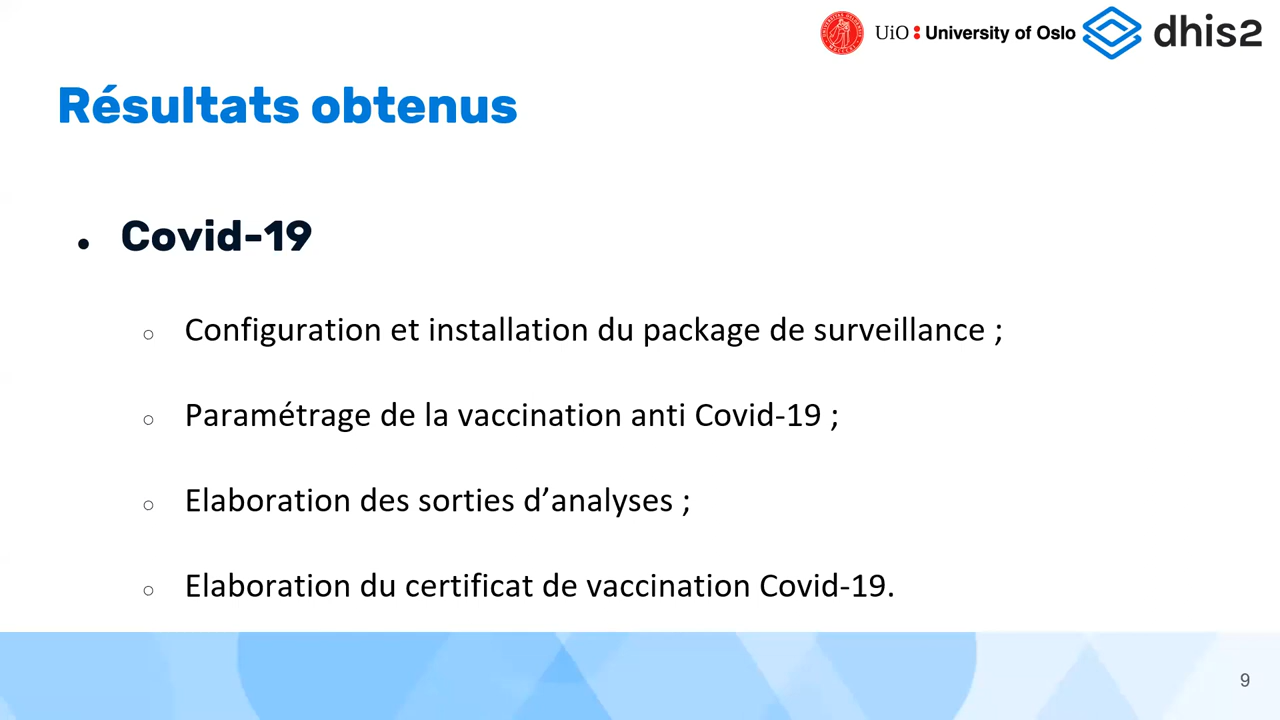 UiO : University of Oslo dhis2
Résultats obtenus
• Covid-19
○ Configuration et installation du package de surveillance ;
○ Paramétrage de la vaccination anti Covid-19 ;
○ Elaboration des sorties d’analyses ;
○ Elaboration du certificat de vaccination Covid-19.
9